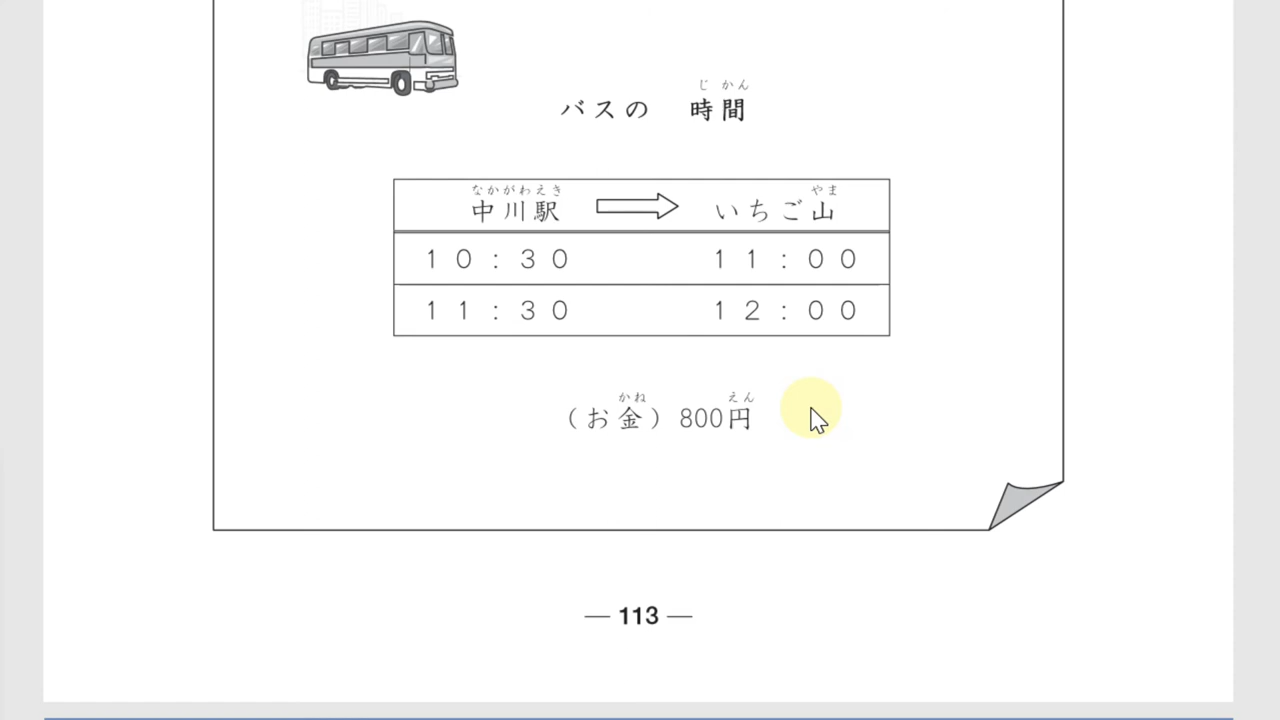 じかん
バスの 時間
なかがわえき やま
中川駅 いちご山
10:30 11:00
11:30 12:00
かね えん
(お金)800円
— 113 —